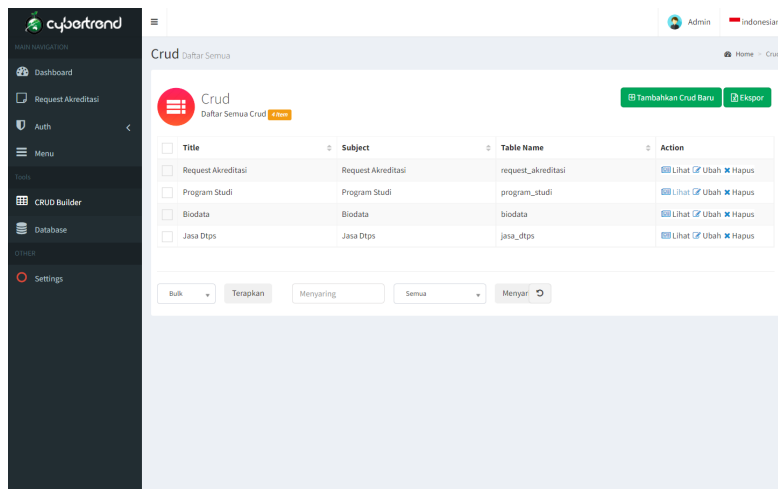 cybertrend
Admin indonesian
MAIN NAVIGATION
Dashboard
Request Akreditasi
Auth
Menu
Tools
CRUD Builder
Database
OTHER
Settings
Crud Daftar Semua
Home > Crud
Crud
Daftar Semua Crud 4 Item
Tambahkan Crud Baru Ekspor
Title Subject Table Name Action
Request Akreditasi Request Akreditasi request_akreditasi Lihat Ubah Hapus
Program Studi Program Studi program_studi Lihat Ubah Hapus
Biodata Biodata biodata Lihat Ubah Hapus
Jasa Dtps Jasa Dtps jasa_dtps Lihat Ubah Hapus
Bulk Terapkan Menyaring Semua Menyar